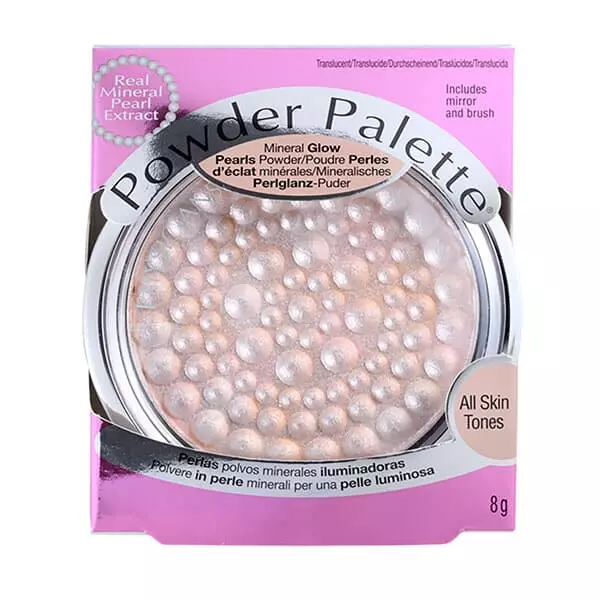 Translucent/Translucide/Durchscheinend/Traslúcidos/Translucida
Real
Mineral
Pearl
Extract
Includes
mirror
and brush
Powder Palette®
Mineral Glow
Pearls Powder/Poudre Perles
d'éclat minérales/Mineralisches
Perlglanz-Puder
All Skin
Tones
Perlas polvos minerales iluminadoras
Polvere in perle minerali per una pelle luminosa
8g